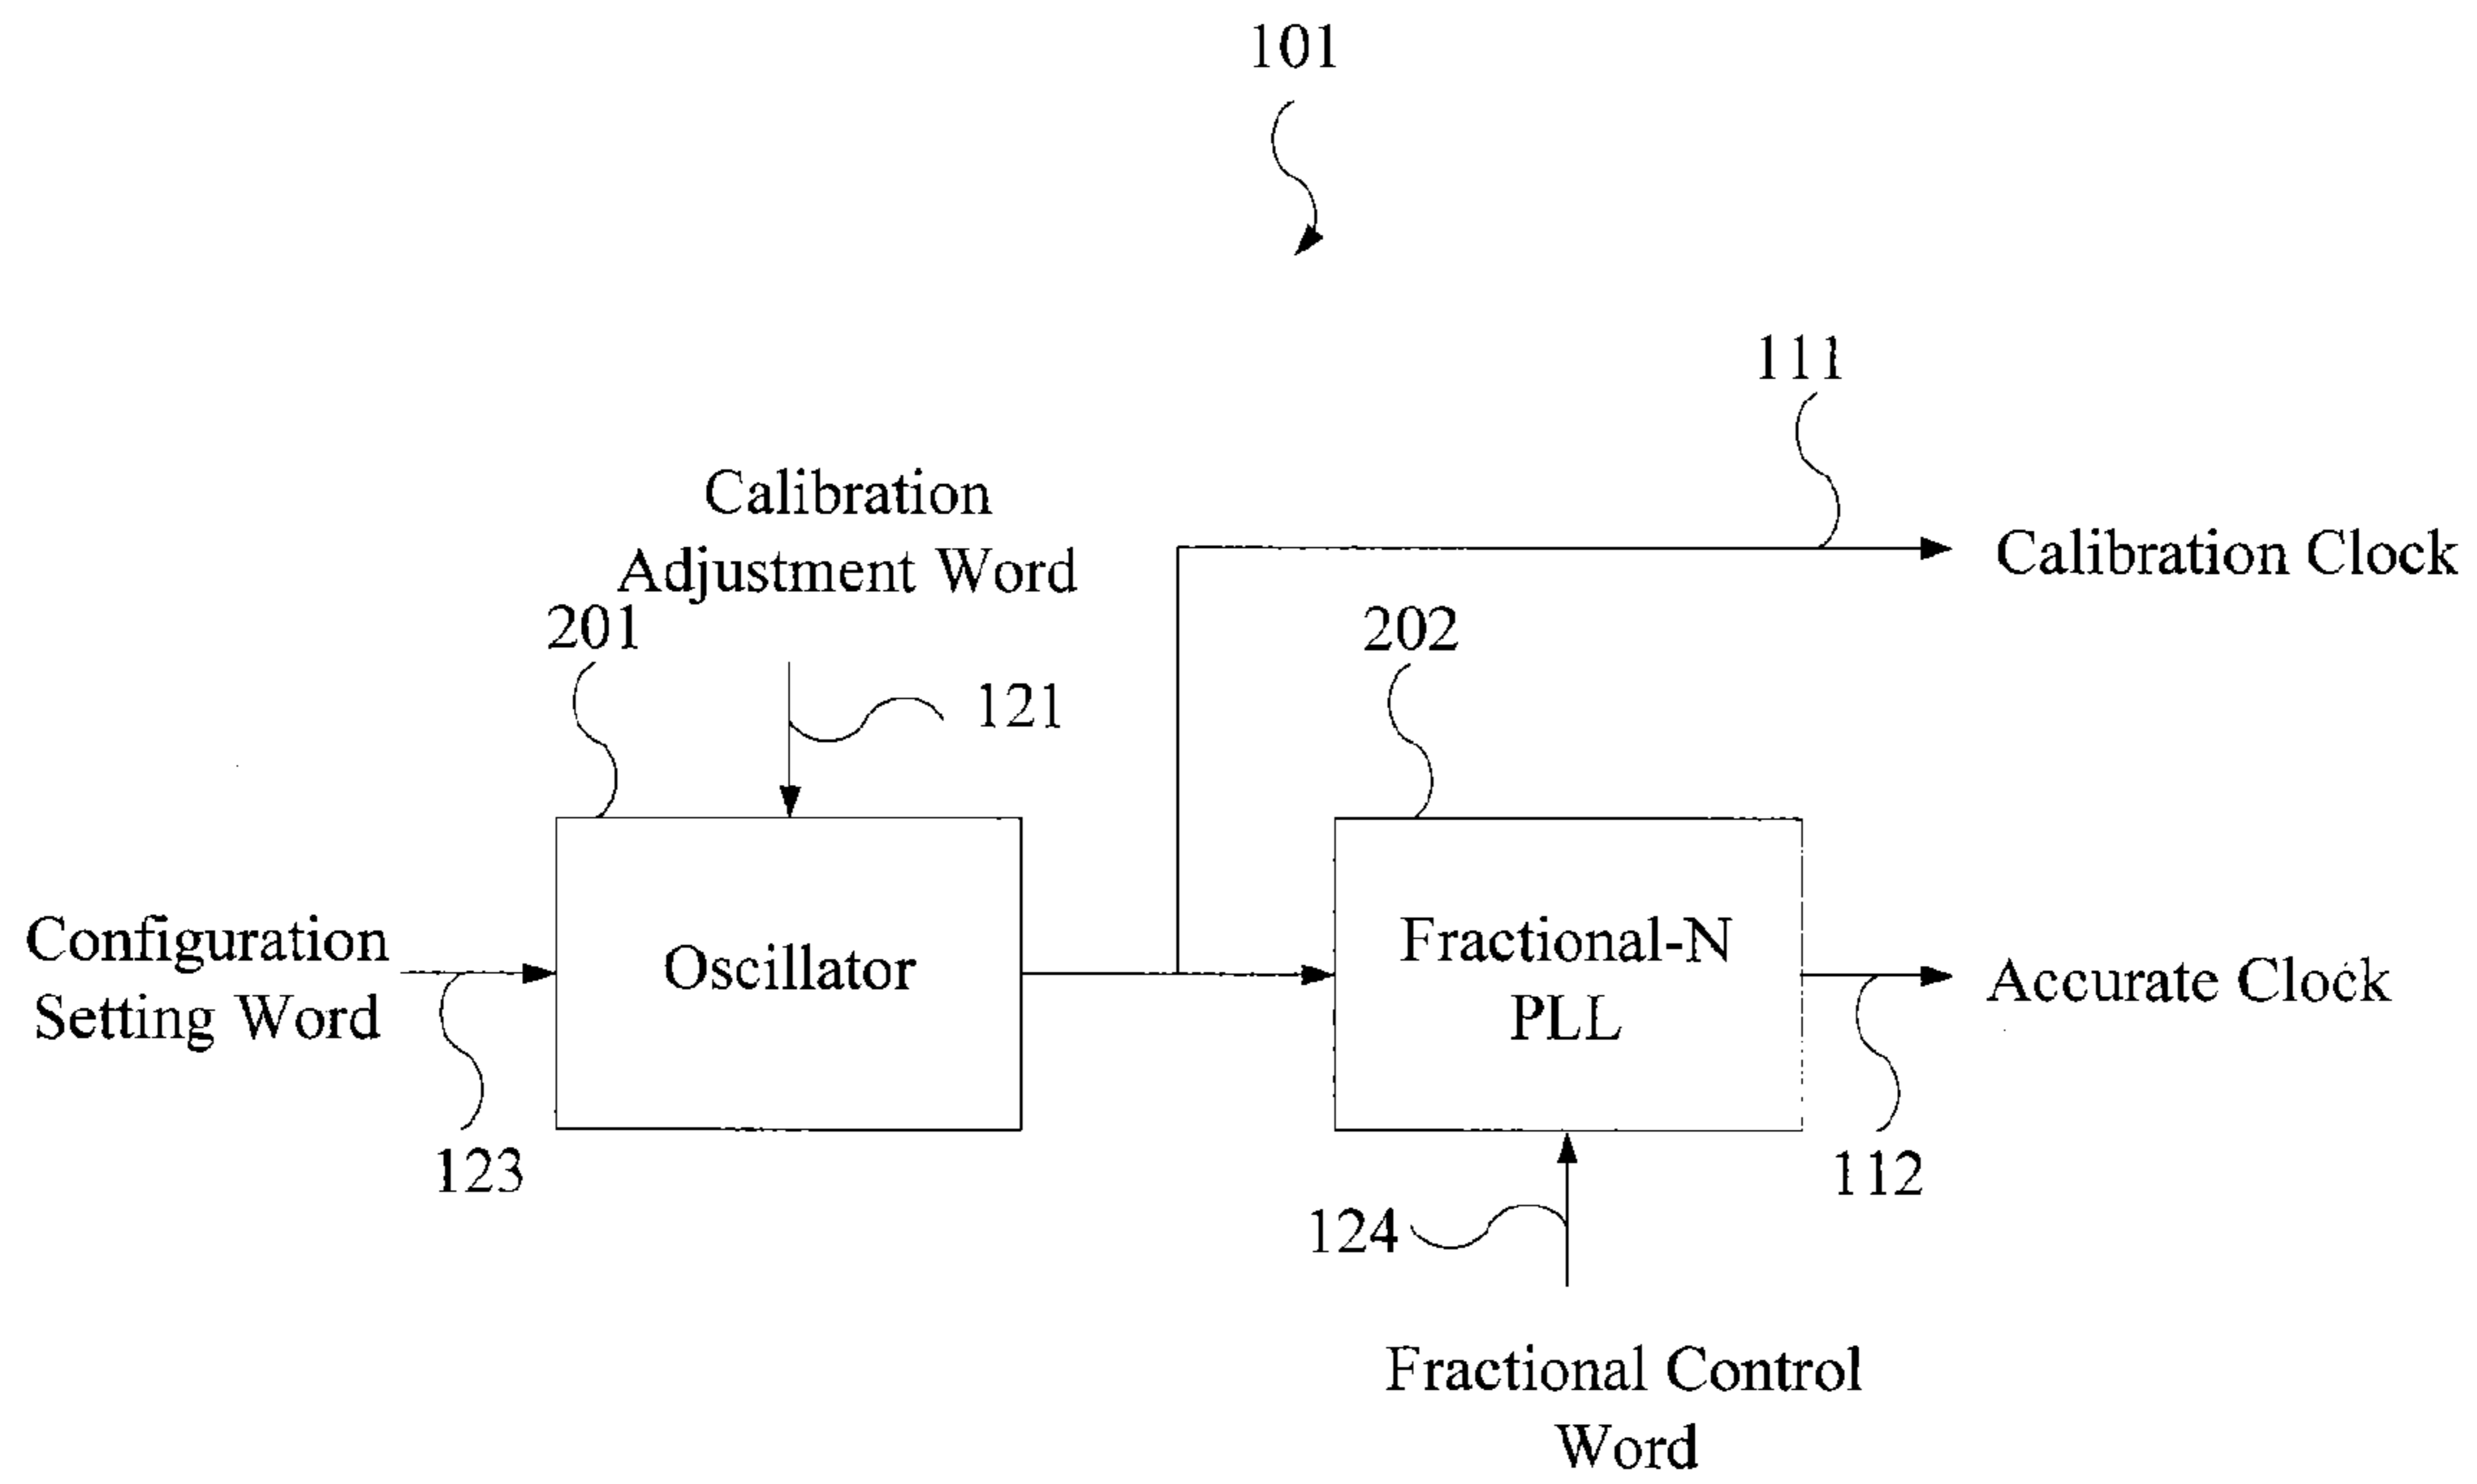 101
111
Calibration
Adjustment Word
Calibration Clock
201
202
121
Configuration
Setting Word
Oscillator
Fractional-N
PLL
Accurate Clock
123
112
124
Fractional Control
Word